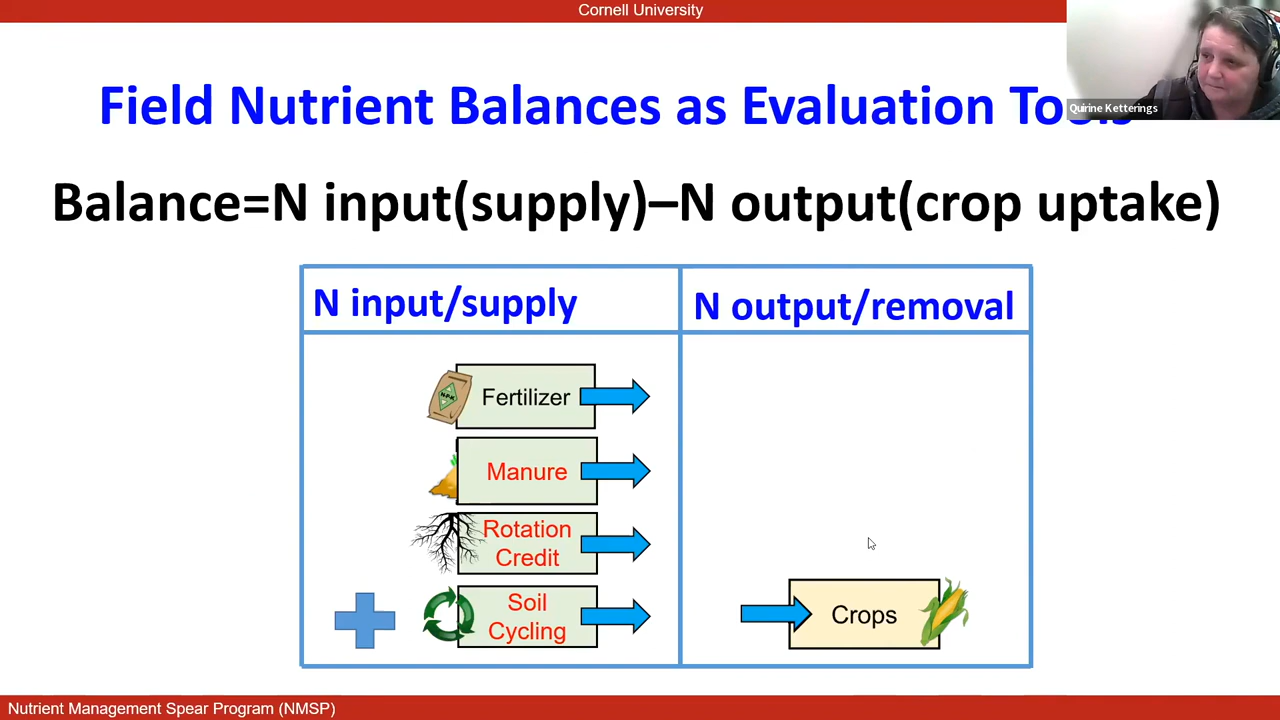 Cornell University
Quirine Ketterings
Field Nutrient Balances as Evaluation Tools
Balance=N input(supply)–N output(crop uptake)
N input/supply
N output/removal
NPK
Fertilizer
Manure
Rotation
Credit
Soil
Cycling
Crops
Nutrient Management Spear Program (NMSP)